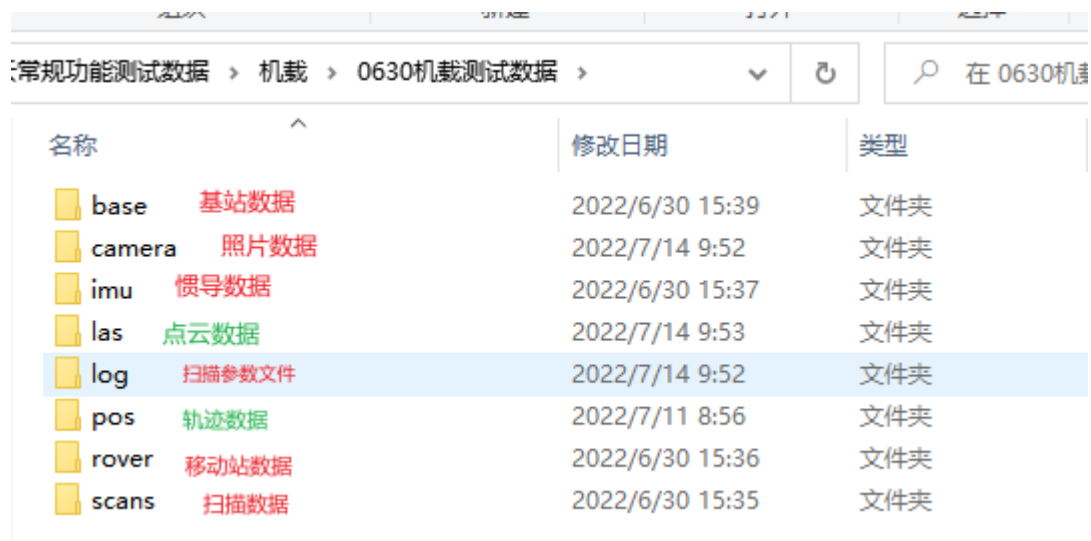 常规功能测试数据 › 机载 › 0630机载测试数据 › 在 0630机
名称 修改日期 类型
base 基站数据 2022/6/30 15:39 文件夹
camera 照片数据 2022/7/14 9:52 文件夹
imu 惯导数据 2022/6/30 15:37 文件夹
las 点云数据 2022/7/14 9:53 文件夹
log 扫描参数文件 2022/7/14 9:52 文件夹
pos 轨迹数据 2022/7/11 8:56 文件夹
rover 移动站数据 2022/6/30 15:36 文件夹
scans 扫描数据 2022/6/30 15:35 文件夹